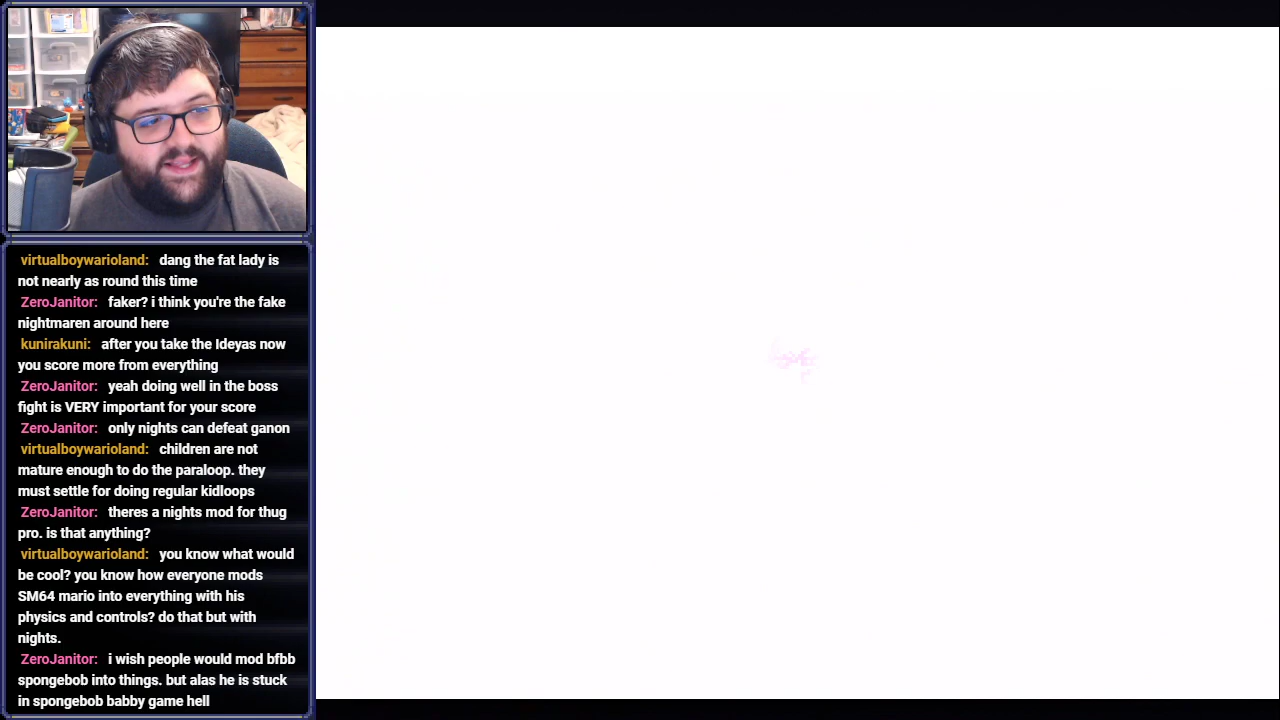 virtualboywarioland: dang the fat lady is
not nearly as round this time
ZeroJanitor: faker? i think you're the fake
nightmaren around here
kunirakuni: after you take the Ideyas now
you score more from everything
ZeroJanitor: yeah doing well in the boss
fight is VERY important for your score
ZeroJanitor: only nights can defeat ganon
virtualboywarioland: children are not
mature enough to do the paraloop. they
must settle for doing regular kidloops
ZeroJanitor: theres a nights mod for thug
pro. is that anything?
virtualboywarioland: you know what would
be cool? you know how everyone mods
SM64 mario into everything with his
physics and controls? do that but with
nights.
ZeroJanitor: i wish people would mod bfbb
spongebob into things. but alas he is stuck
in spongebob babby game hell